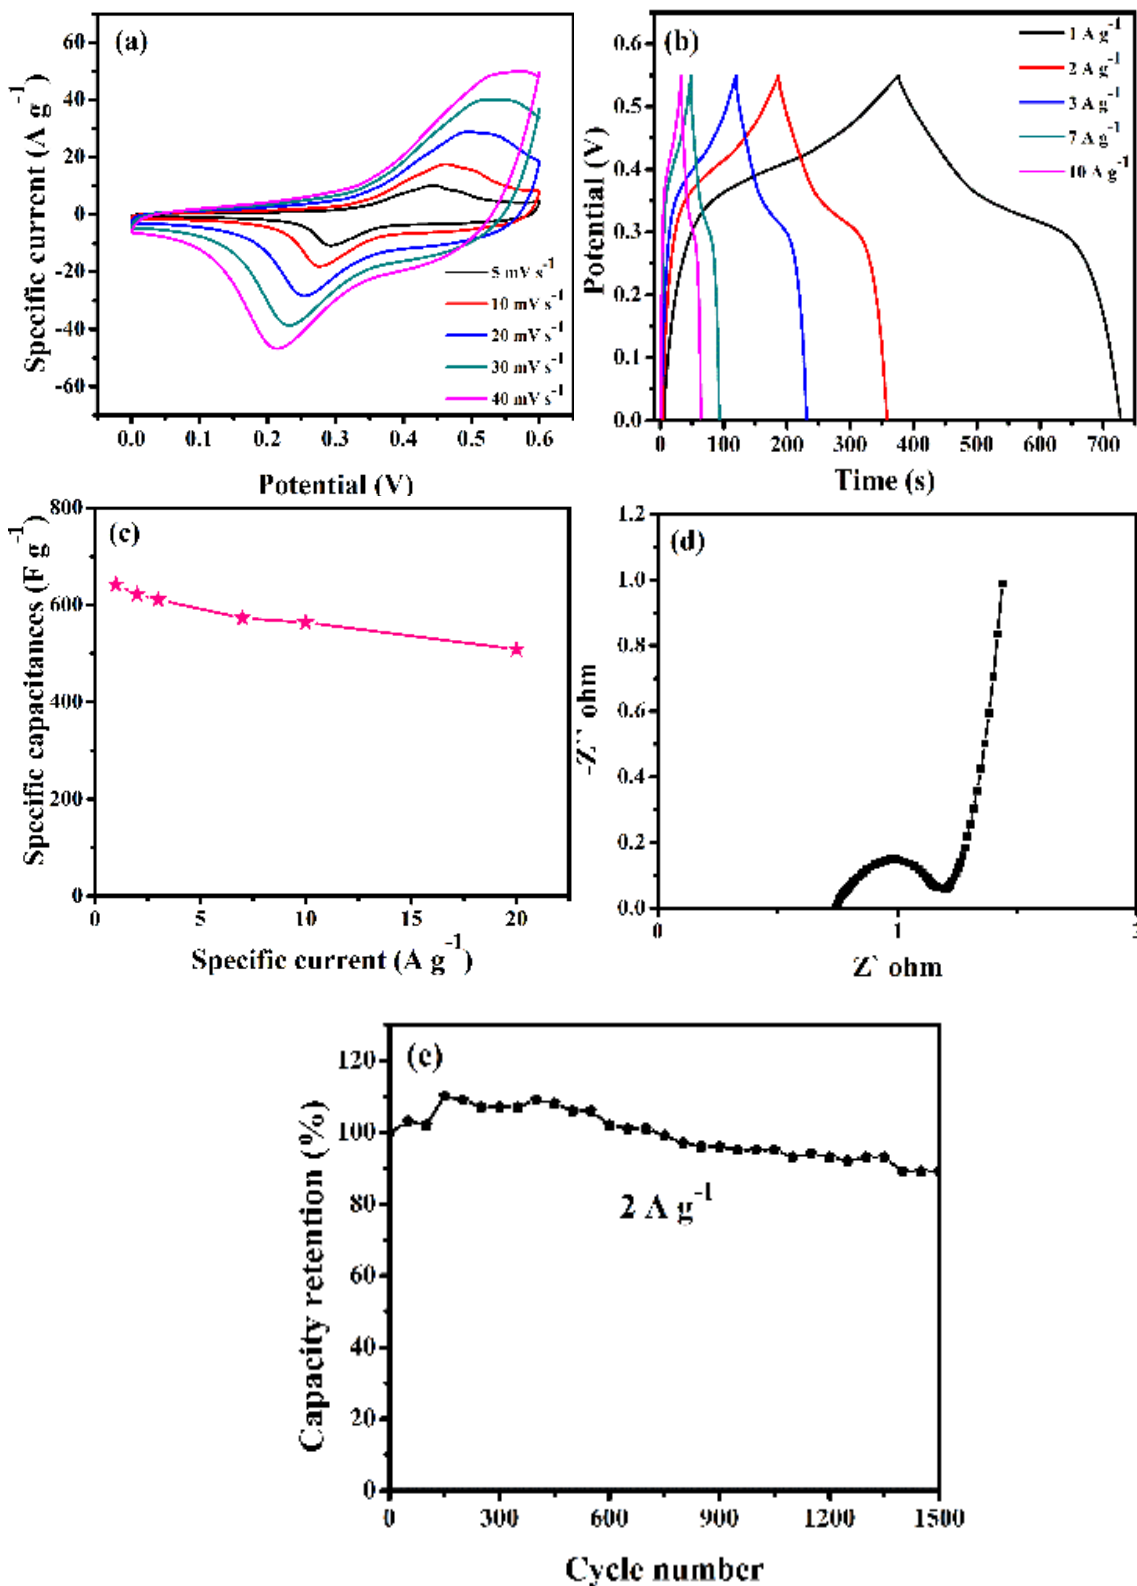 (a)
60
40
20
0
-20
-40
-60
Specific current (A g⁻¹)
5 mV s⁻¹
10 mV s⁻¹
20 mV s⁻¹
30 mV s⁻¹
40 mV s⁻¹
0.0 0.1 0.2 0.3 0.4 0.5 0.6
Potential (V)
(b)
0.6
0.5
0.4
0.3
0.2
0.1
0.0
Potential (V)
1 A g⁻¹
2 A g⁻¹
3 A g⁻¹
7 A g⁻¹
10 A g⁻¹
0 100 200 300 400 500 600 700
Time (s)
(c)
800
600
400
200
0
Specific capacitances (F g⁻¹)
0 5 10 15 20
Specific current (A g⁻¹)
(d)
1.2
1.0
0.8
0.6
0.4
0.2
0.0
-Z`` ohm
0 1 3
Z` ohm
(e)
120
100
80
60
40
20
0
Capacity retention (%)
2 A g⁻¹
0 300 600 900 1200 1500
Cycle number